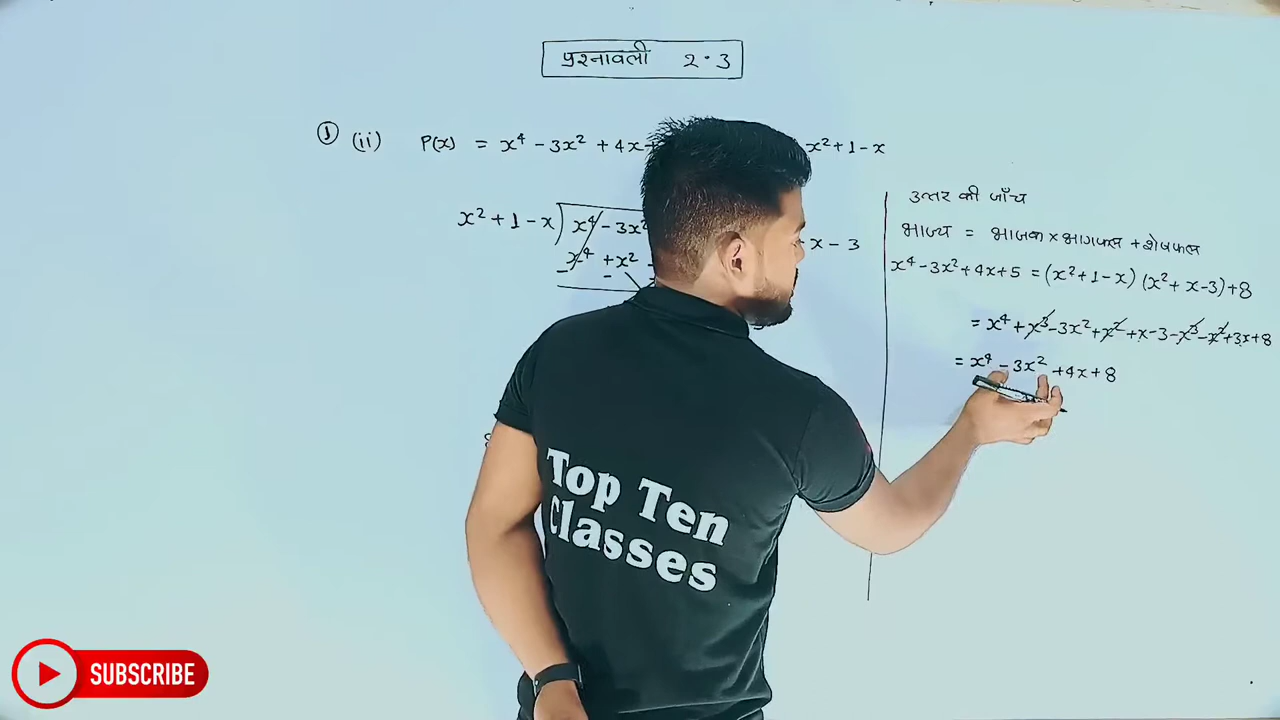 प्रश्नावली 2.3
① (ii) P(x) = x⁴ - 3x² + 4x x² + 1 - x
x² + 1 - x) x⁴ - 3x² - x - 3
x⁴ + x²
- -
उत्तर की जाँच
भाज्य = भाजक × भागफल + शेषफल
x⁴ - 3x² + 4x + 5 = (x² + 1 - x) (x² + x - 3) + 8
= x⁴ + x³ - 3x² + x² + x - 3 - x³ - x² + 3x + 8
= x⁴ - 3x² + 4x + 8
Top Ten
Classes
SUBSCRIBE